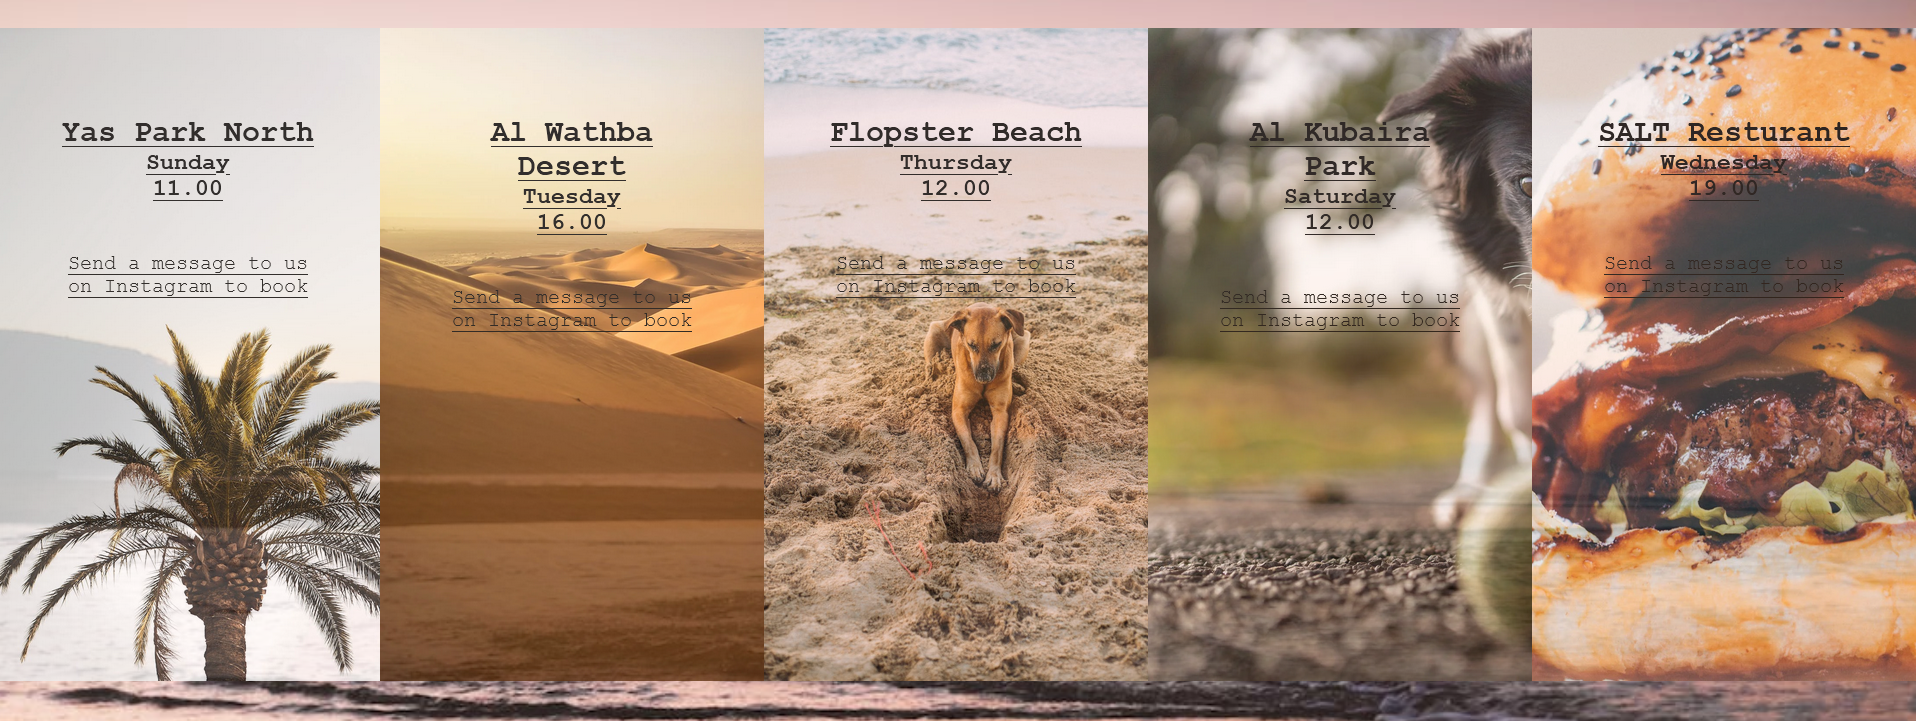 Yas Park North
Sunday
11.00
Send a message to us
on Instagram to book
Al Wathba
Desert
Tuesday
16.00
Send a message to us
on Instagram to book
Flopster Beach
Thursday
12.00
Send a message to us
on Instagram to book
Al Kubaira
Park
Saturday
12.00
Send a message to us
on Instagram to book
SALT Resturant
Wednesday
19.00
Send a message to us
on Instagram to book